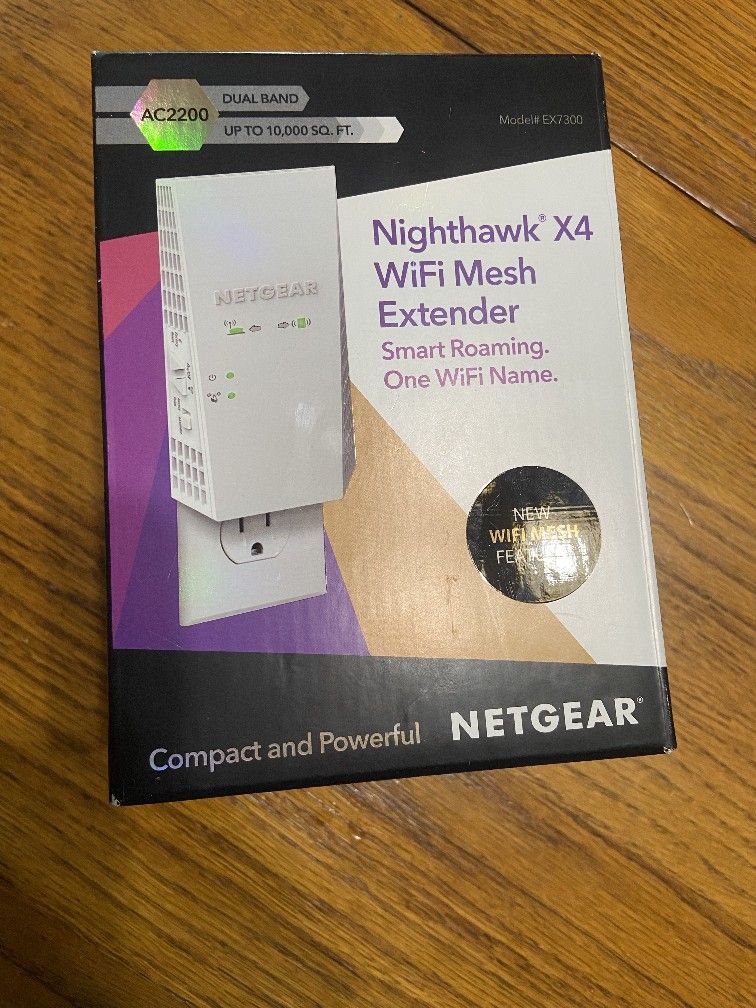 AC2200
DUAL BAND
UP TO 10,000 SQ. FT.
Model# EX7300
Nighthawk® X4
WiFi Mesh
Extender
Smart Roaming.
One WiFi Name.
NETGEAR
NEW
WIFI MESH
Compact and Powerful
NETGEAR®